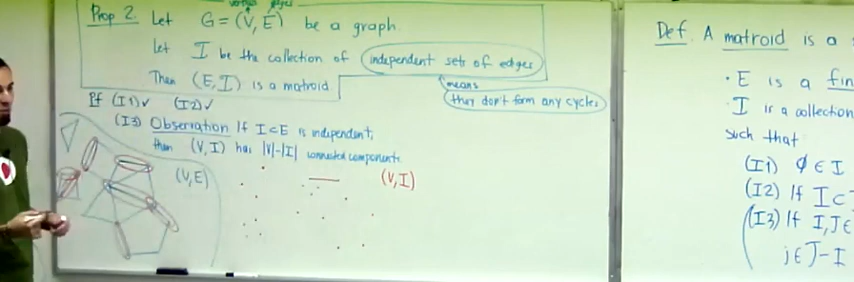 vertices edges
Prop 2. Let G = (V, E) be a graph.
Let I be the collection of independent sets of edges
Then (E, I) is a matroid.
means
they don't form any cycles
Pf (I1)✓ (I2)✓
(I3) Observation If I⊂E is independent,
then (V, I) has |V|-|I| connected components.
(V,E)
(V,I)
Def. A matroid is a
· E is a fin
· I is a collection
such that
(I1) ∅ ∈ I
(I2) If I ⊂
(I3) If I, J ∈
j ∈ J - I